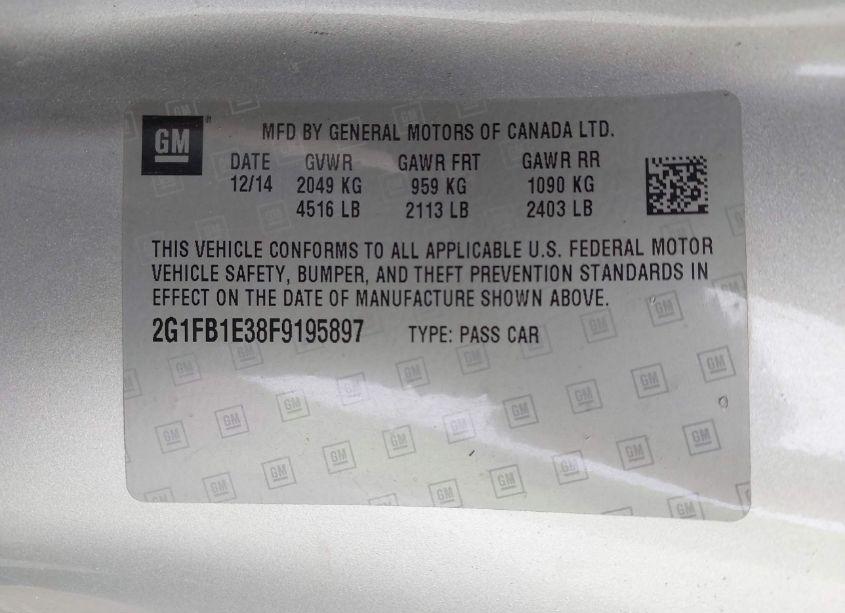 GM
MFD BY GENERAL MOTORS OF CANADA LTD.
DATE GVWR GAWR FRT GAWR RR
12/14 2049 KG 959 KG 1090 KG
4516 LB 2113 LB 2403 LB
THIS VEHICLE CONFORMS TO ALL APPLICABLE U.S. FEDERAL MOTOR
VEHICLE SAFETY, BUMPER, AND THEFT PREVENTION STANDARDS IN
EFFECT ON THE DATE OF MANUFACTURE SHOWN ABOVE.
2G1FB1E38F9195897 TYPE: PASS CAR